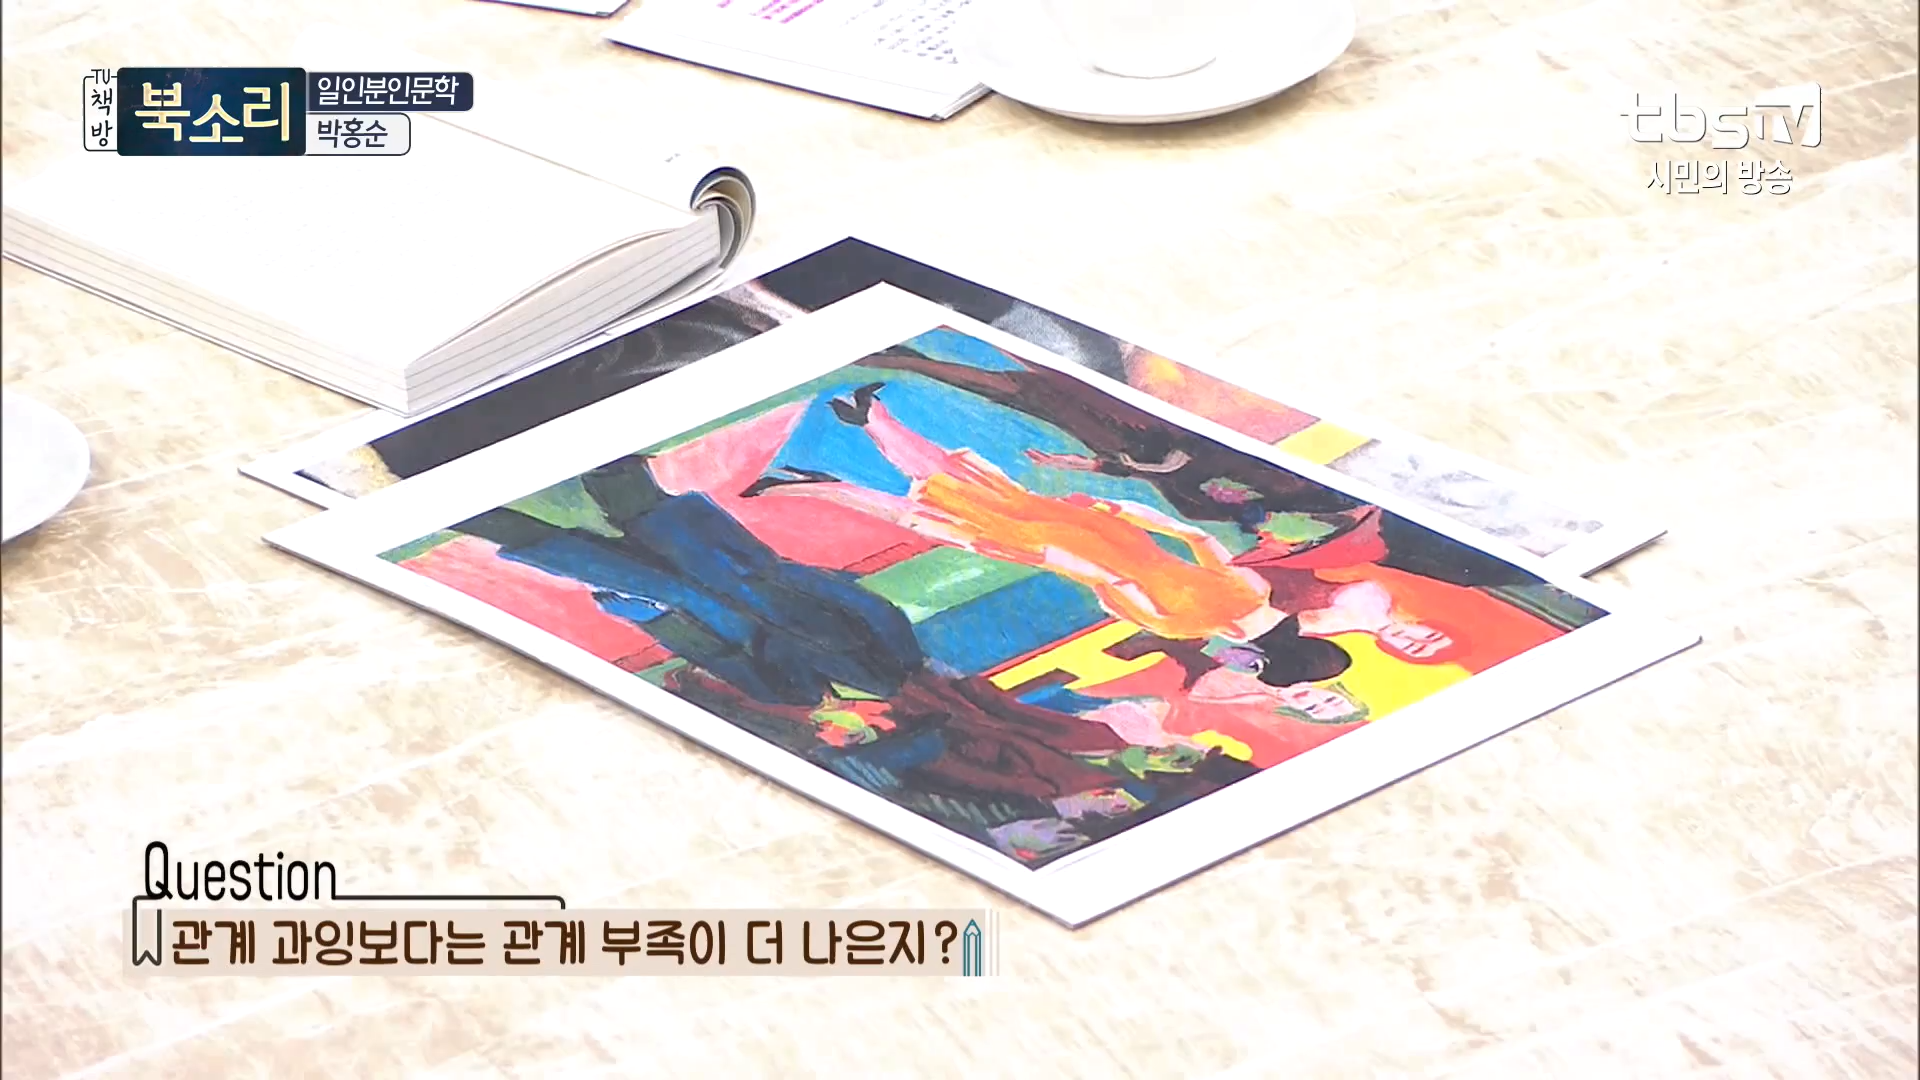 TV
책방
북소리
일인분인문학
박홍순
tbs TV
시민의 방송
Question
관계 과잉보다는 관계 부족이 더 나은지?